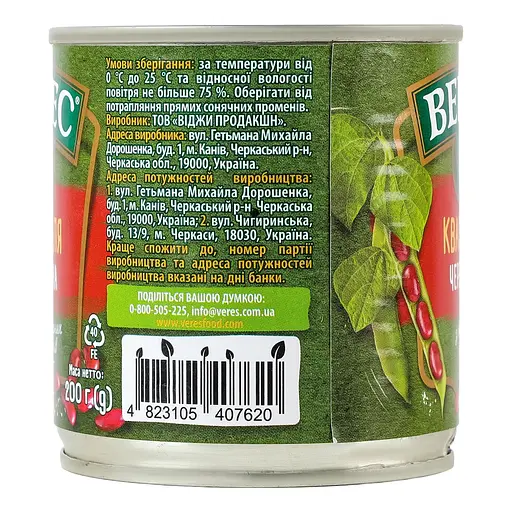 Умови зберігання: за температури від
0 °С до 25 °С та відносної вологості
повітря не більше 75 %. Оберігати від
потрапляння прямих сонячних променів.
Виробник: ТОВ «ВІДЖИ ПРОДАКШН».
Адреса виробника: вул. Гетьмана Михайла
Дорошенка, буд. 1, м. Канів, Черкаський р-н,
Черкаська обл., 19000, Україна.
Адреса потужностей виробництва:
1. вул. Гетьмана Михайла Дорошенка,
буд. 1, м. Канів, Черкаський р-н Черкаська
обл., 19000, Україна; 2. вул. Чигиринська,
буд. 13/9, м. Черкаси, 18030, Україна.
Краще спожити до, номер партії
виробництва та адреса потужностей
виробництва вказані на дні банки.
ПОДІЛІТЬСЯ ВАШОЮ ДУМКОЮ:
0-800-505-225, info@veres.com.ua
www.veresfood.com
40
FE
Маса нетто:
200 г (g)
4 823105 407620
ВЕ
КВА
ЧЕР